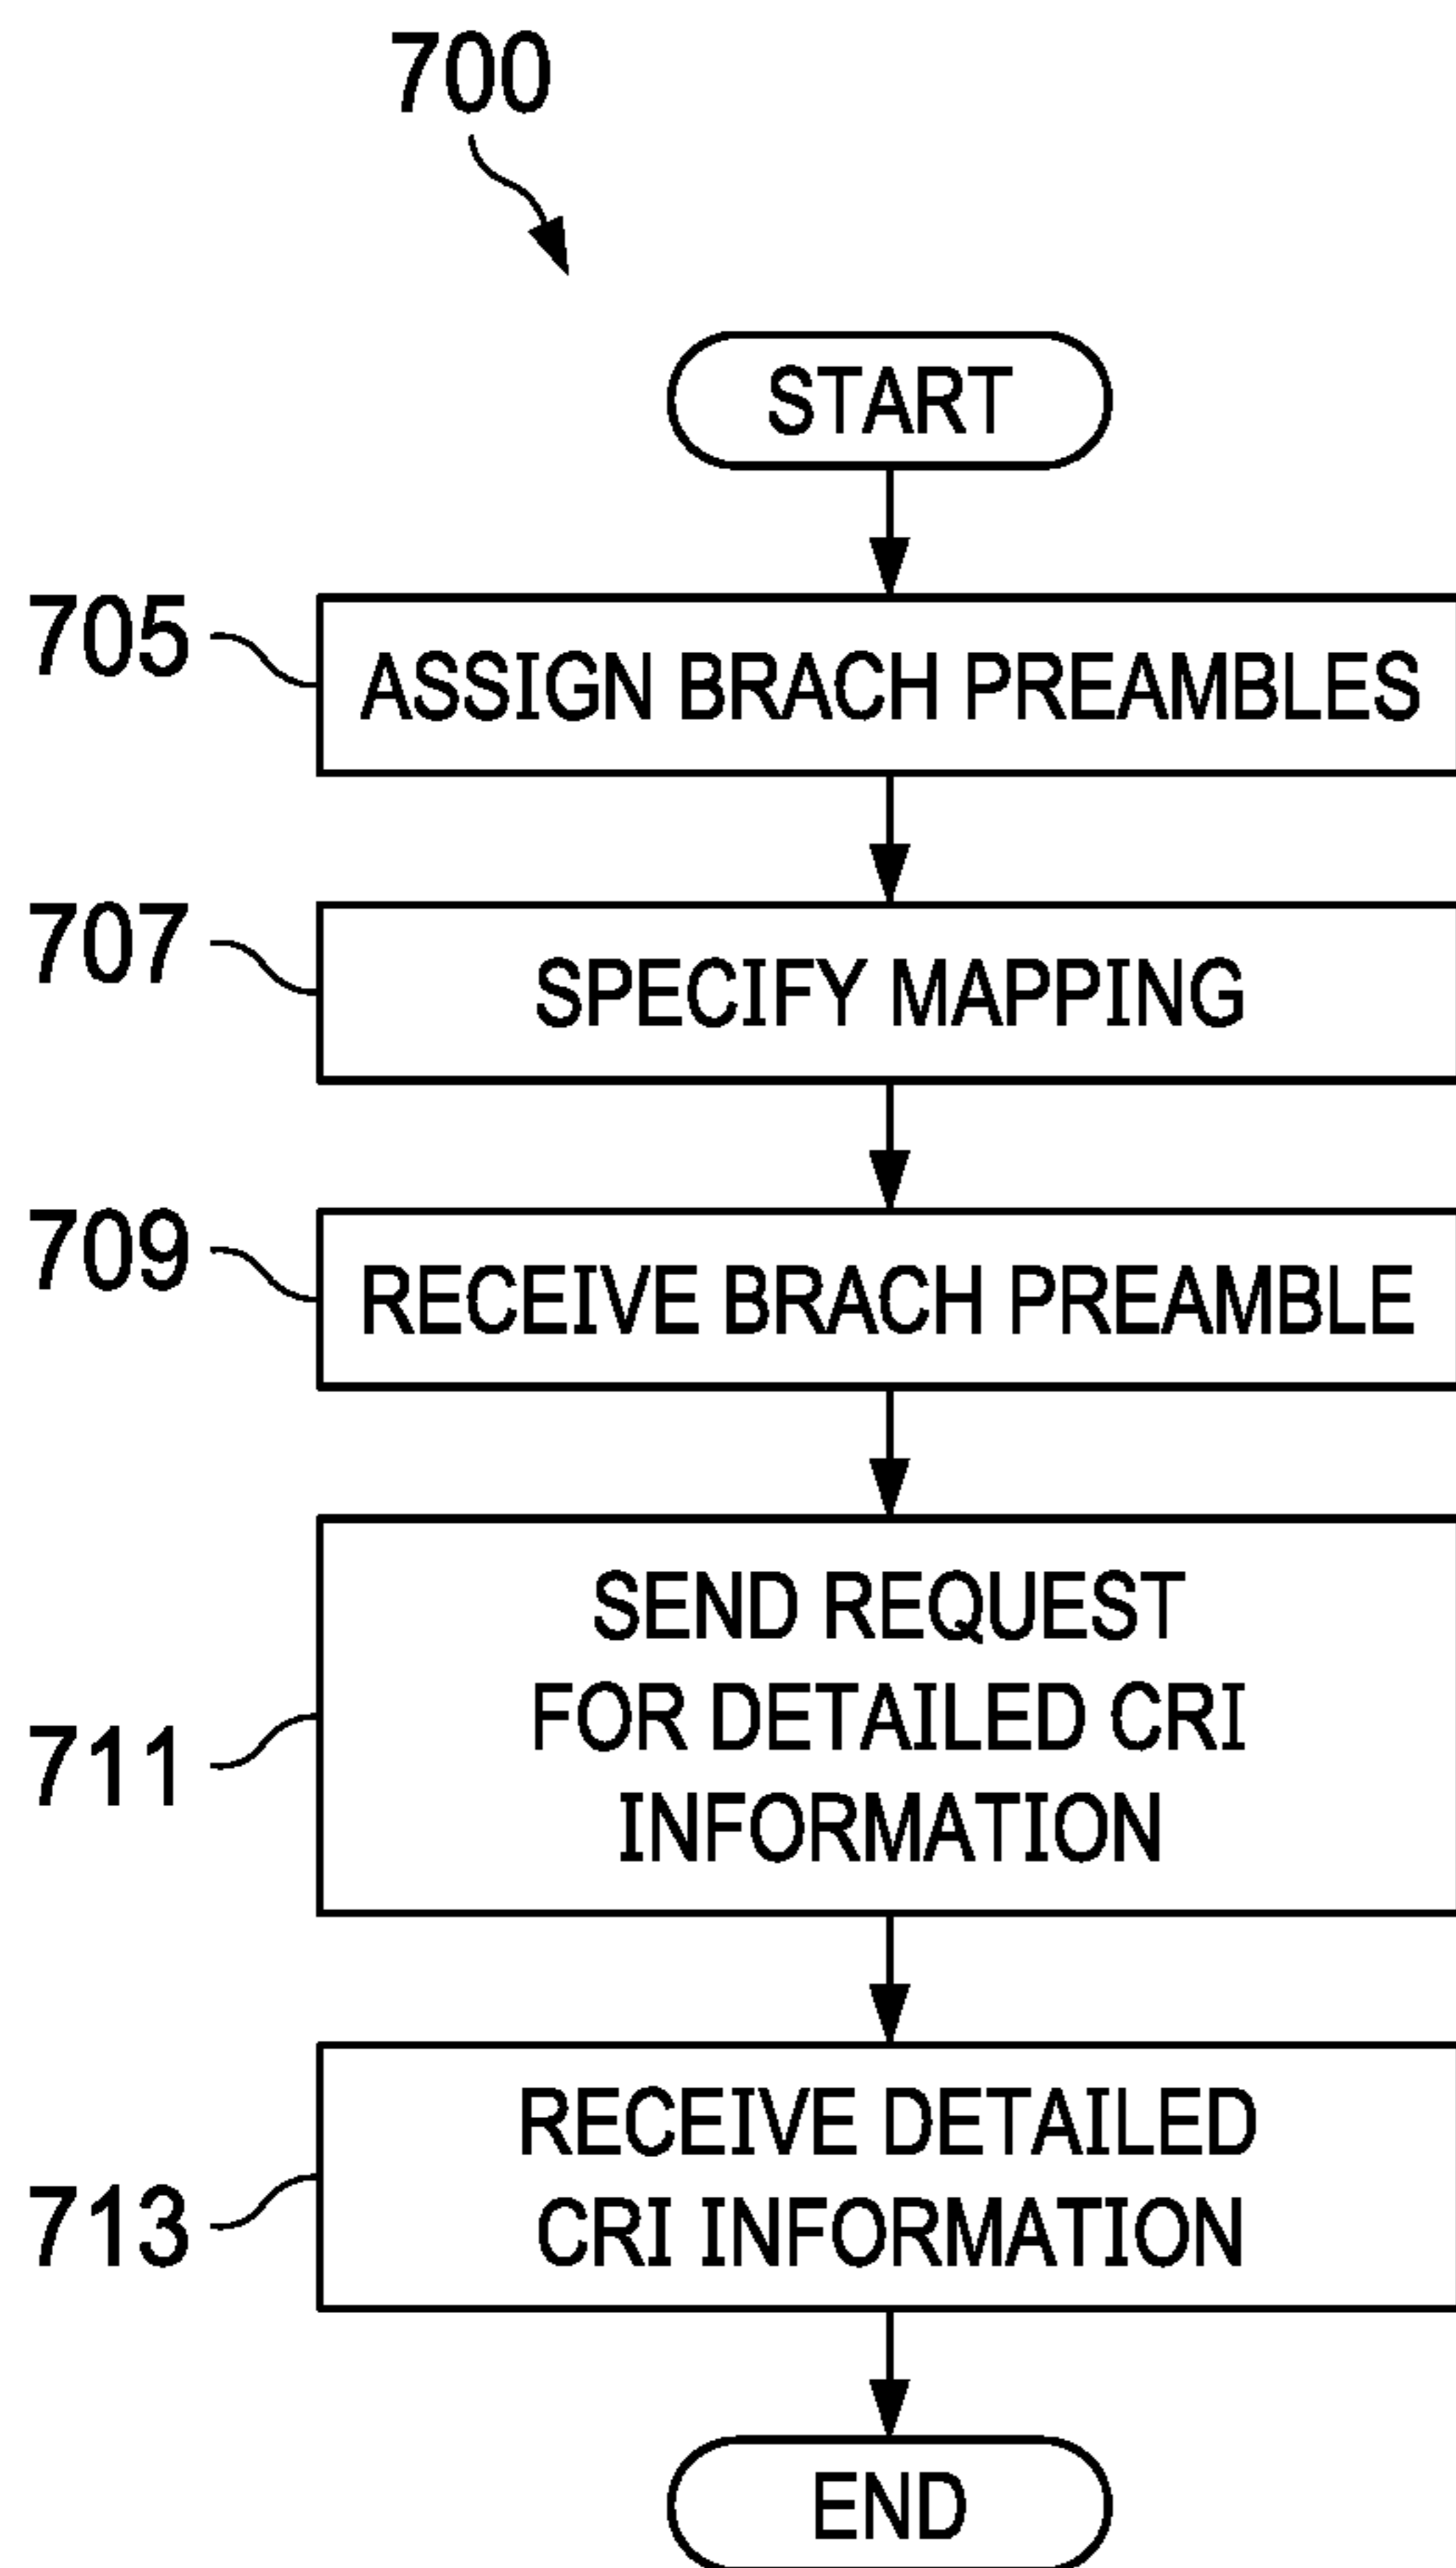 700
START
705
ASSIGN BRACH PREAMBLES
707
SPECIFY MAPPING
709
RECEIVE BRACH PREAMBLE
711
SEND REQUEST
FOR DETAILED CRI
INFORMATION
713
RECEIVE DETAILED
CRI INFORMATION
END